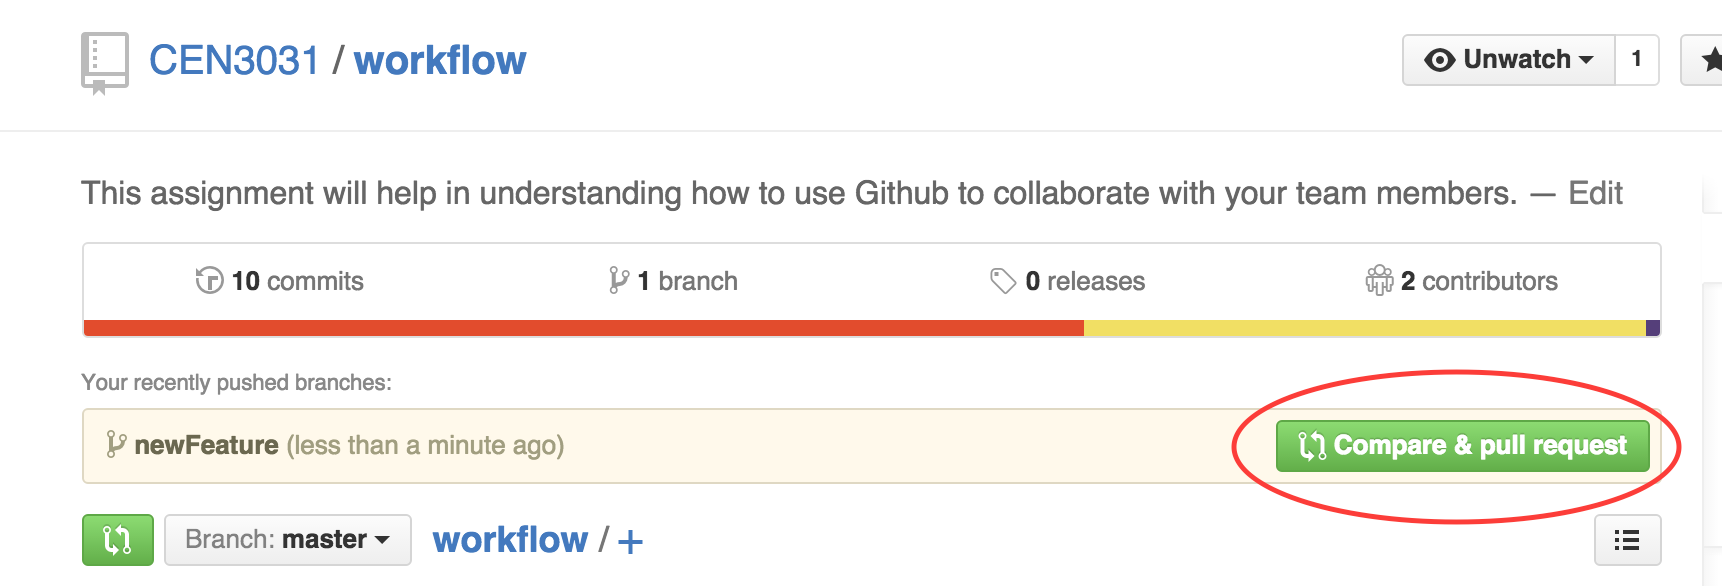 CEN3031 / workflow
Unwatch 1
This assignment will help in understanding how to use Github to collaborate with your team members. — Edit
10 commits 1 branch 0 releases 2 contributors
Your recently pushed branches:
newFeature (less than a minute ago) Compare & pull request
Branch: master workflow / +